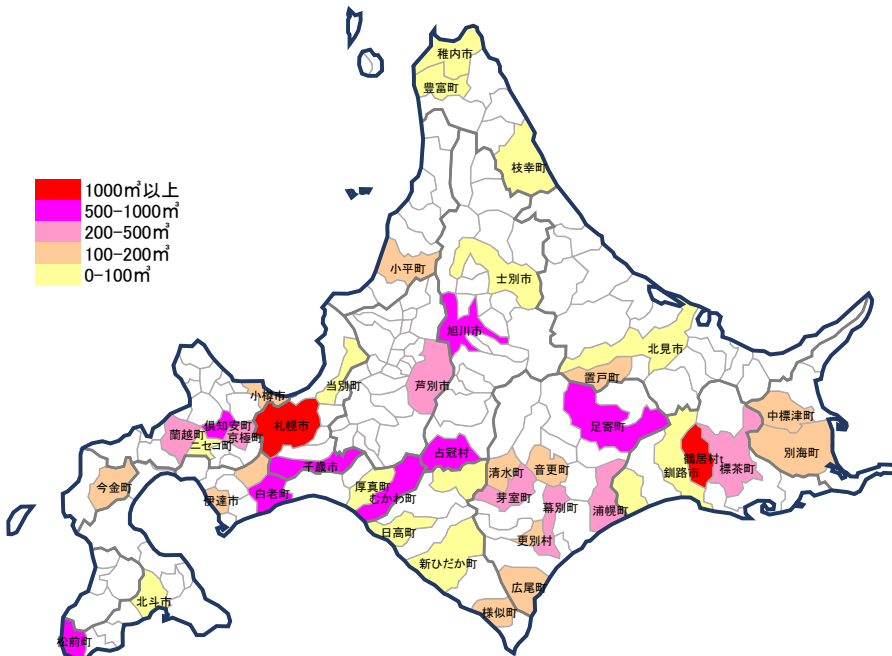 稚内市
豊富町
枝幸町
1000㎡以上
500-1000㎡
200-500㎡
100-200㎡
0-100㎡
小平町
士別市
旭川市
北見市
置戸町
当別町
芦別市
小樽市
札幌市
倶知安町
蘭越町
京極町
ニセコ町
足寄町
中標津町
別海町
鶴居村t
標茶町
釧路市
占冠村
千歳市
清水町
音更町
芽室町
幕別町
浦幌町
更別村
今金町
伊達市
白老町
厚真町
むかわ町
日高町
新ひだか町
広尾町
様似町
北斗市
松前町